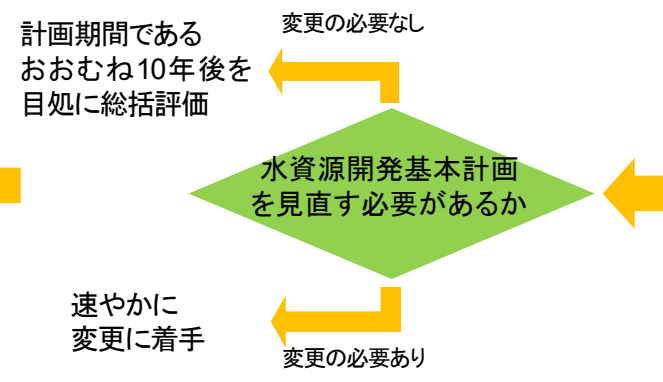 計画期間である
おおむね10年後を
目処に総括評価
変更の必要なし
水資源開発基本計画
を見直す必要があるか
速やかに
変更に着手
変更の必要あり